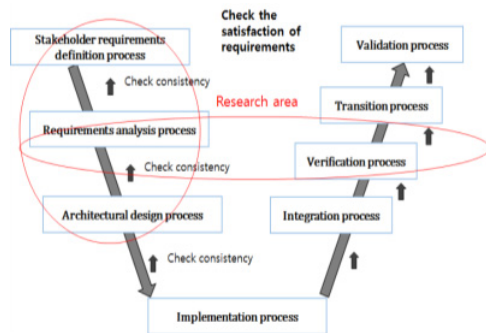 Check the
satisfaction of
requirements
Stakeholder requirements
definition process
Validation process
Check consistency
Research area
Transition process
Requirements analysis process
Check consistency
Verification process
Architectural design process
Integration process
Check consistency
Implementation process